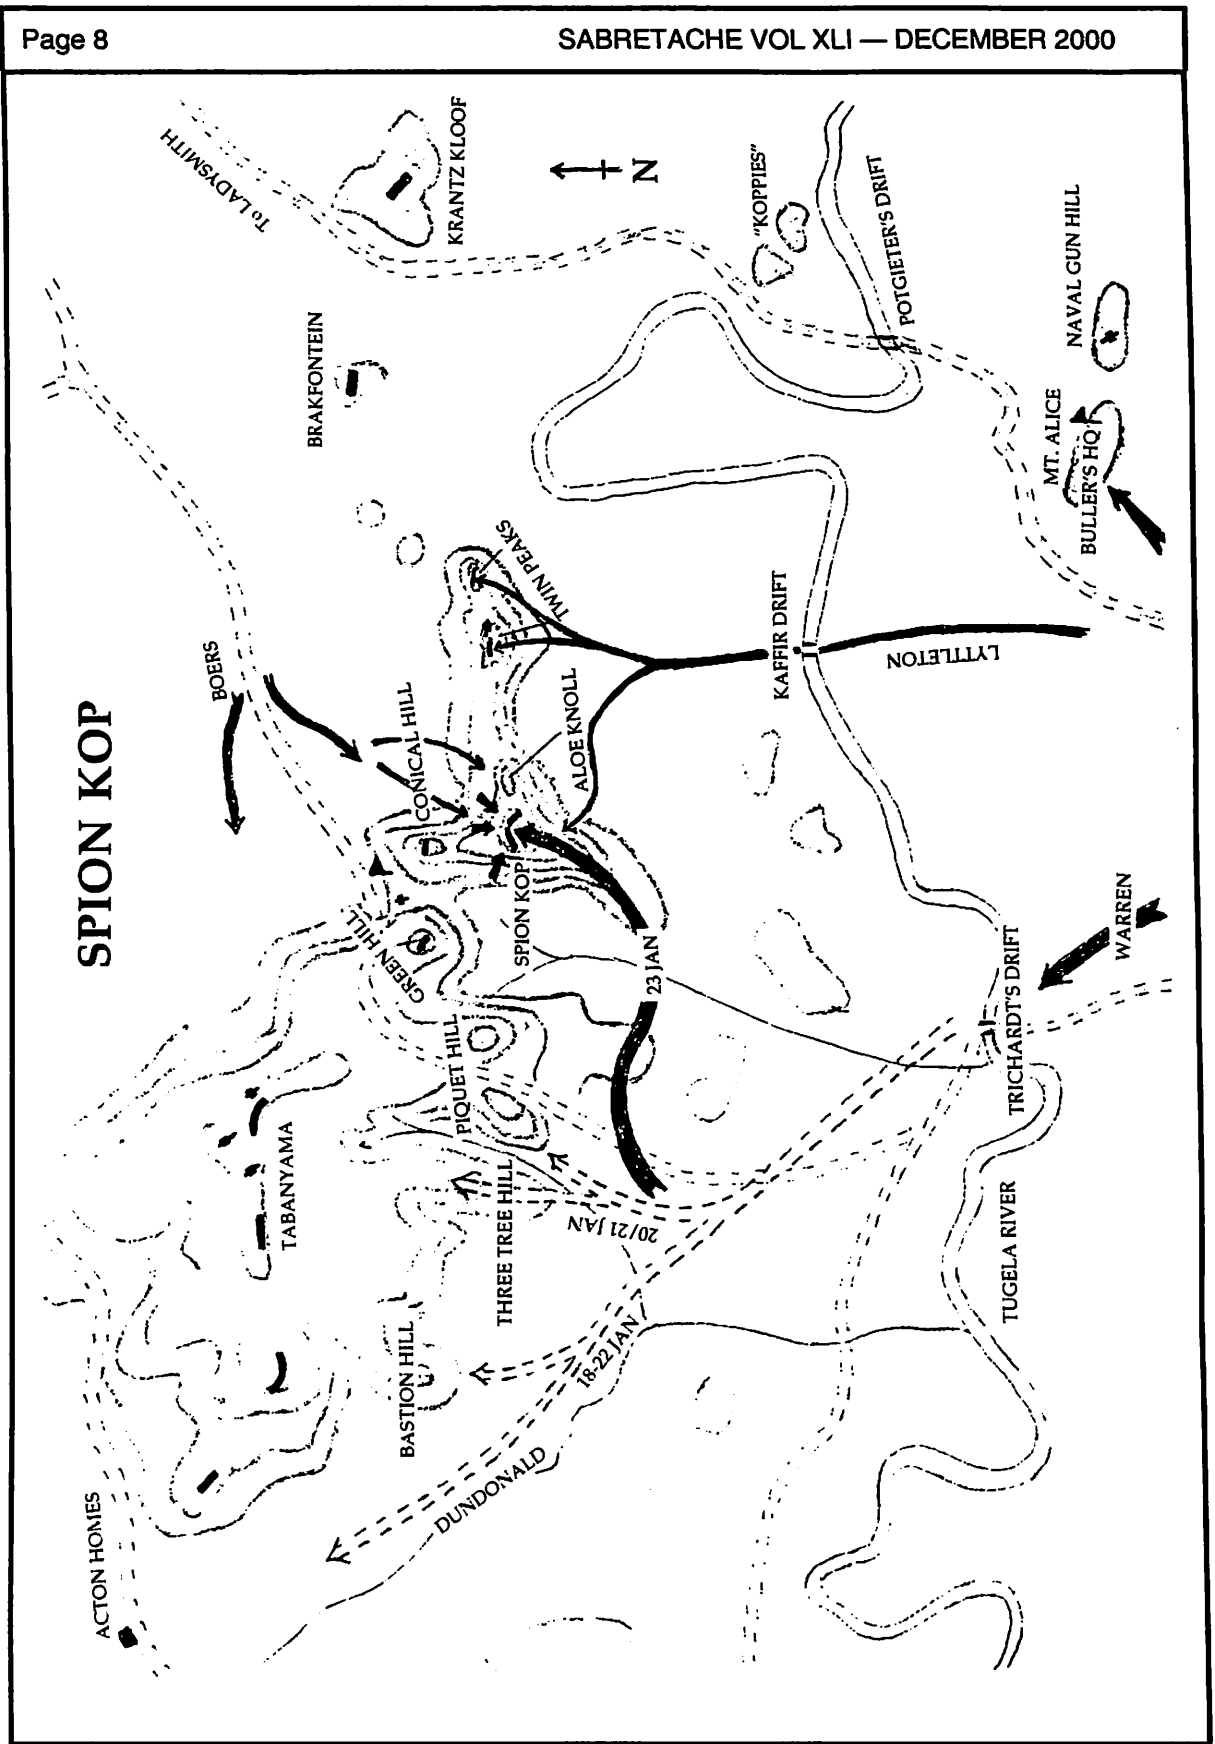 Page 8
SABRETACHE VOL XLI — DECEMBER 2000
SPION KOP
ACTON HOMES
BOERS
To LADYSMITH
TABANYAMA
BRAKFONTEIN
GREEN HILL
CONICAL HILL
KRANTZ KLOOF
BASTION HILL
PIQUET HILL
DUNDONALD
THREE TREE HILL
SPION KOP
TWIN PEAKS
ALOE KNOLL
18-22 JAN
20/21 JAN
23 JAN
N
"KOPPIES"
KAFFIR DRIFT
POTGIETER'S DRIFT
LYTTLETON
TUGELA RIVER
TRICHARDT'S DRIFT
WARREN
MT. ALICE
BULLER'S HQ
NAVAL GUN HILL